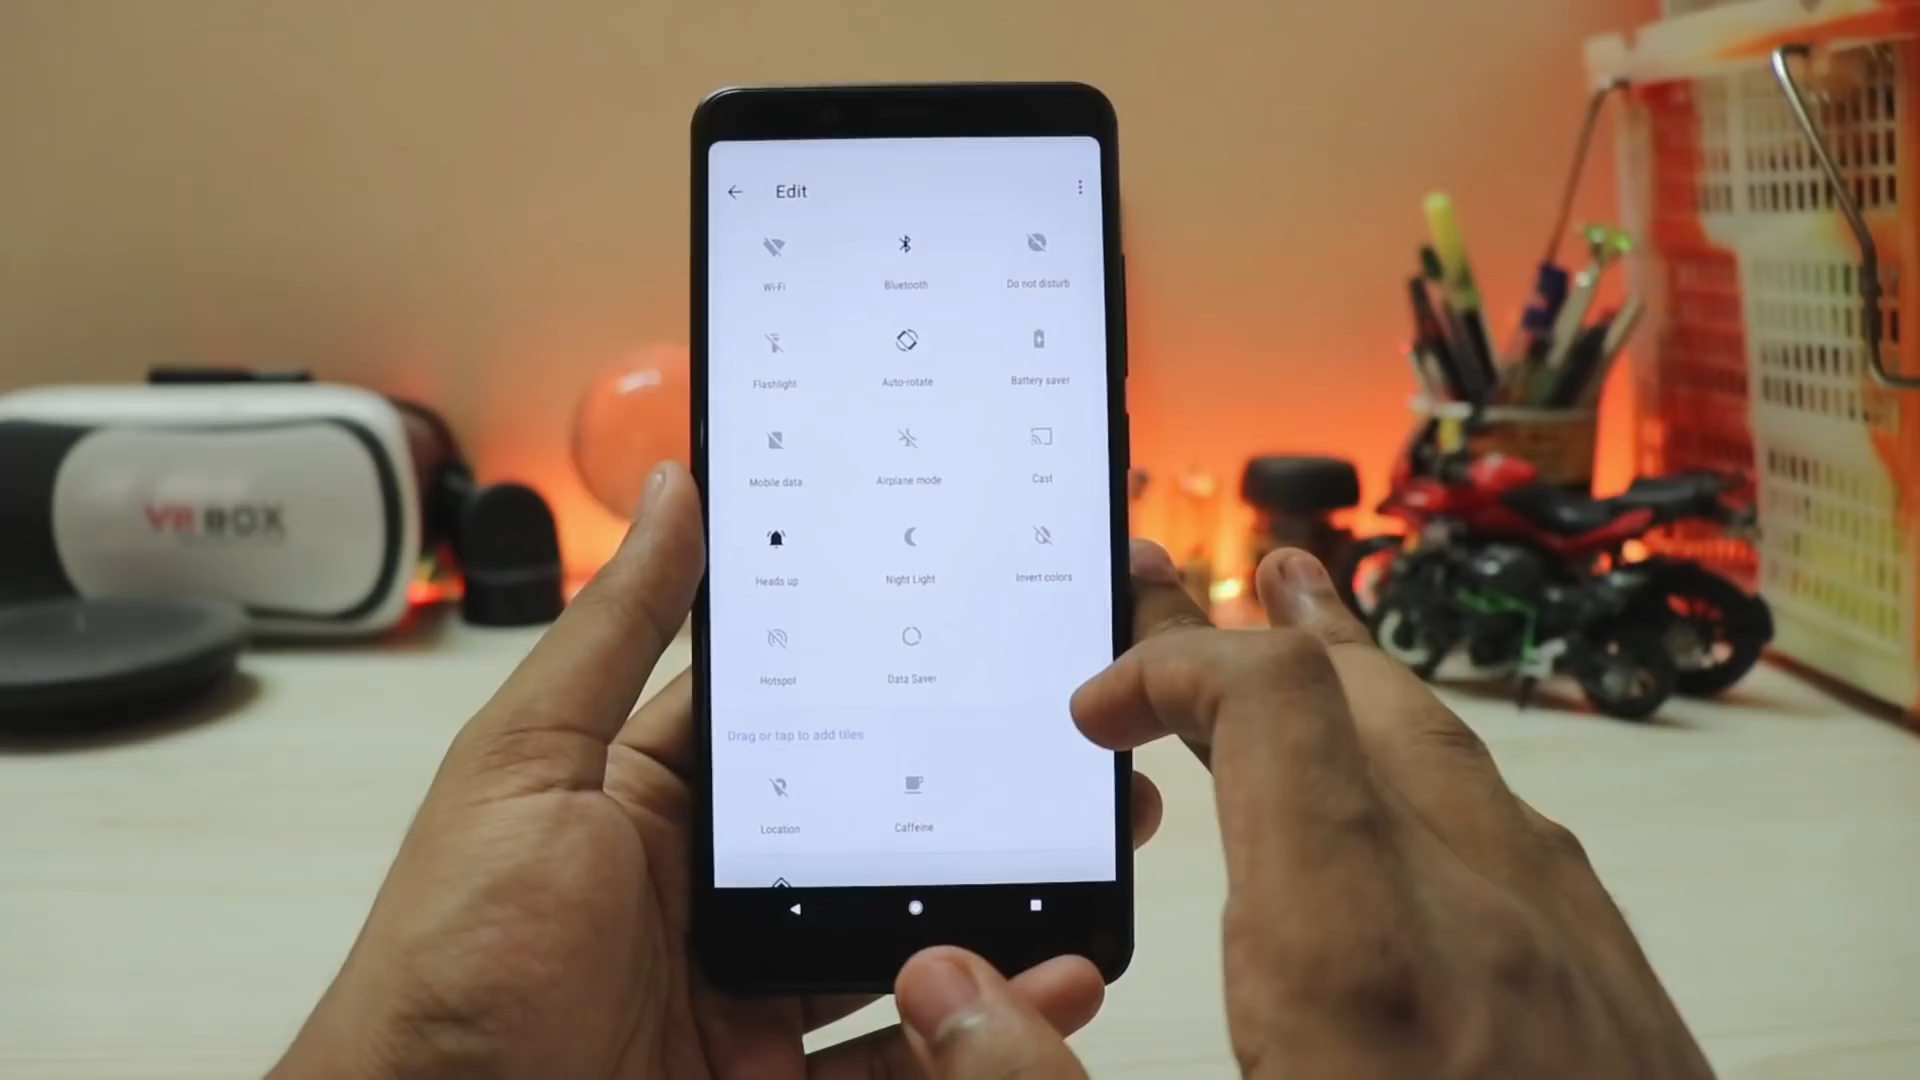 Edit
Wi-Fi Bluetooth Do not disturb
Flashlight Auto-rotate Battery saver
Mobile data Airplane mode Cast
Heads up Night Light Invert colors
Hotspot Data Saver
Drag or tap to add tiles
Location Caffeine
VR BOX